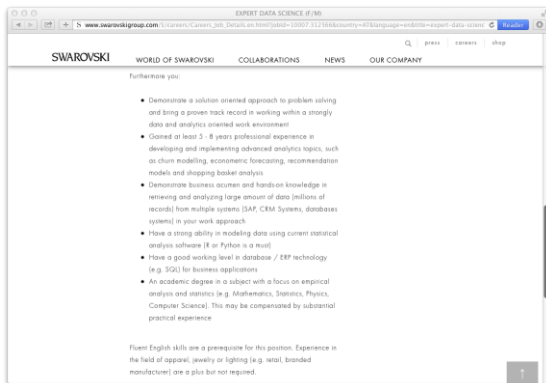 EXPERT DATA SCIENCE (F/M)
www.swarovskigroup.com
Reader
press careers shop
SWAROVSKI
WORLD OF SWAROVSKI COLLABORATIONS NEWS OUR COMPANY
Furthermore you:
● Demonstrate a solution oriented approach to problem solving
and bring a proven track record in working within a strongly
data and analytics oriented work environment
● Gained at least 5 - 8 years professional experience in
developing and implementing advanced analytics topics, such
as churn modelling, econometric forecasting, recommendation
models and shopping basket analysis
● Demonstrate business acumen and hands-on knowledge in
retrieving and analyzing large amount of data (millions of
records) from multiple systems (SAP, CRM Systems, databases
systems) in your work approach
● Have a strong ability in modeling data using current statistical
analysis software (R or Python is a must)
● Have a good working level in database / ERP technology
(e.g. SQL) for business applications
● An academic degree in a subject with a focus on empirical
analysis and statistics (e.g. Mathematics, Statistics, Physics,
Computer Science). This may be compensated by substantial
practical experience
Fluent English skills are a prerequisite for this position. Experience in
the field of apparel, jewelry or lighting (e.g. retail, branded
manufacturer) are a plus but not required.